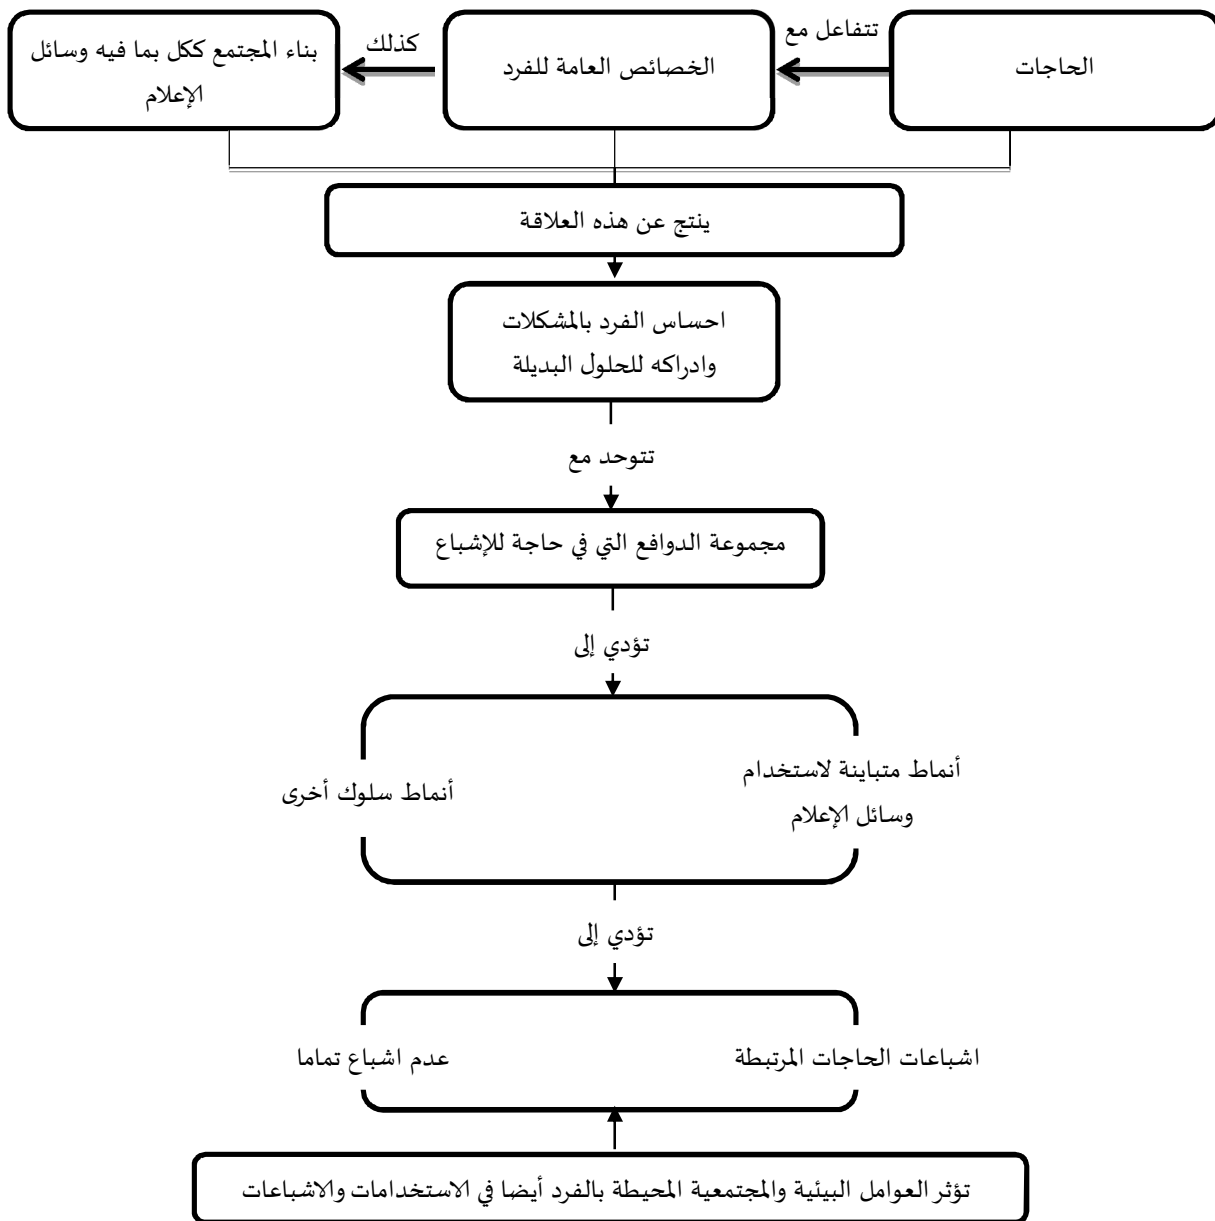 الحاجات
تتفاعل مع
الخصائص العامة للفرد
كذلك
بناء المجتمع ككل بما فيه وسائل
الإعلام
ينتج عن هذه العلاقة
احساس الفرد بالمشكلات
وادراكه للحلول البديلة
تتوحد مع
مجموعة الدوافع التي في حاجة للإشباع
تؤدي إلى
أنماط متباينة لاستخدام
وسائل الإعلام
أنماط سلوك أخرى
تؤدي إلى
اشباعات الحاجات المرتبطة
عدم اشباع تماما
تؤثر العوامل البيئية والمجتمعية المحيطة بالفرد أيضا في الاستخدامات والاشباعات